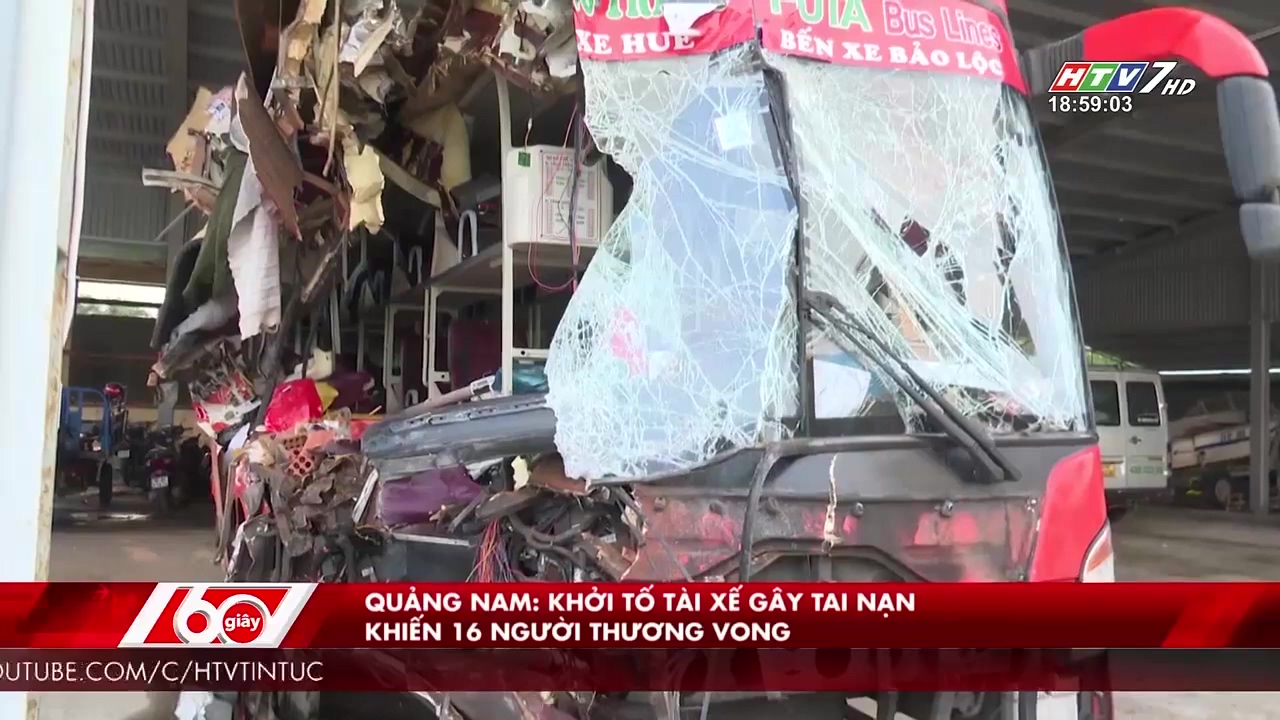 FUTA Bus Lines
XE HUE
BẾN XE BẢO LỘC
HTV7 HD
18:59:03
60 giây
QUẢNG NAM: KHỞI TỐ TÀI XẾ GÂY TAI NẠN
KHIẾN 16 NGƯỜI THƯƠNG VONG
OUTUBE.COM/C/HTVTINTUC